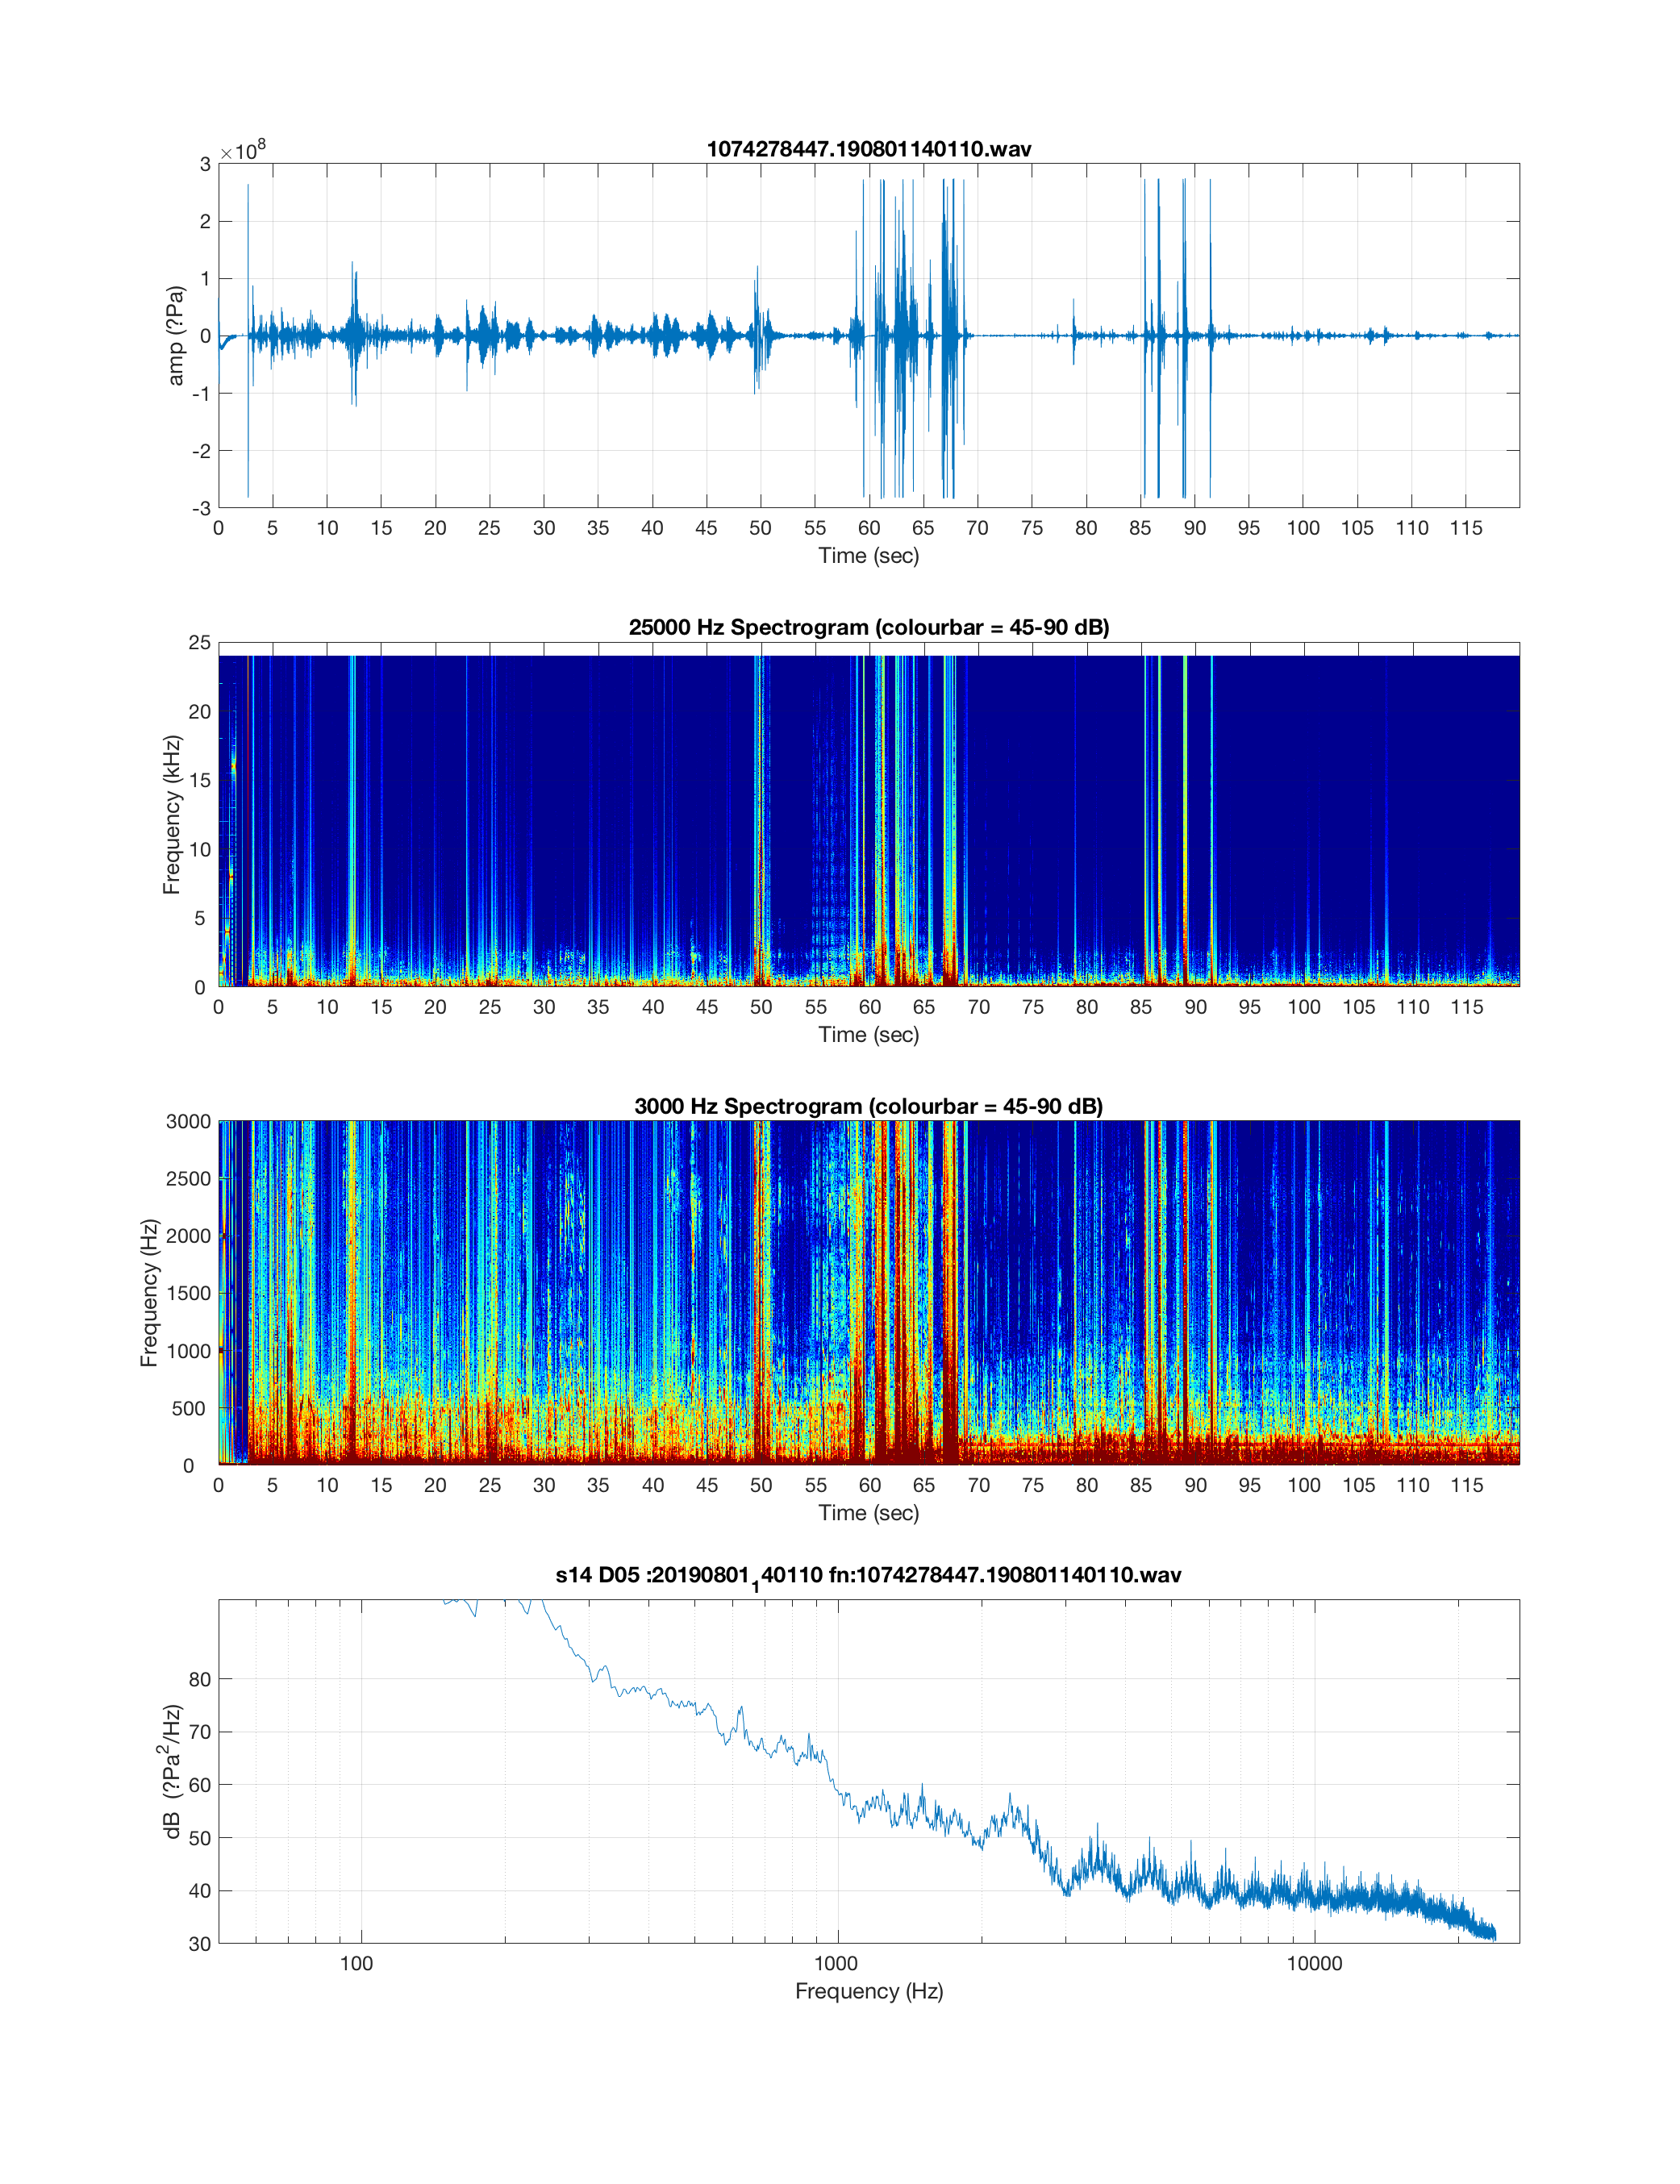 1074278447.190801140110.wav
×10^8
3
2
1
0
-1
-2
-3
amp (?Pa)
0 5 10 15 20 25 30 35 40 45 50 55 60 65 70 75 80 85 90 95 100 105 110 115
Time (sec)
25000 Hz Spectrogram (colourbar = 45-90 dB)
25
20
15
10
5
0
Frequency (kHz)
0 5 10 15 20 25 30 35 40 45 50 55 60 65 70 75 80 85 90 95 100 105 110 115
Time (sec)
3000 Hz Spectrogram (colourbar = 45-90 dB)
3000
2500
2000
1500
1000
500
0
Frequency (Hz)
0 5 10 15 20 25 30 35 40 45 50 55 60 65 70 75 80 85 90 95 100 105 110 115
Time (sec)
s14 D05 :20190801_140110 fn:1074278447.190801140110.wav
80
70
60
50
40
30
dB (?Pa^2/Hz)
100 1000 10000
Frequency (Hz)